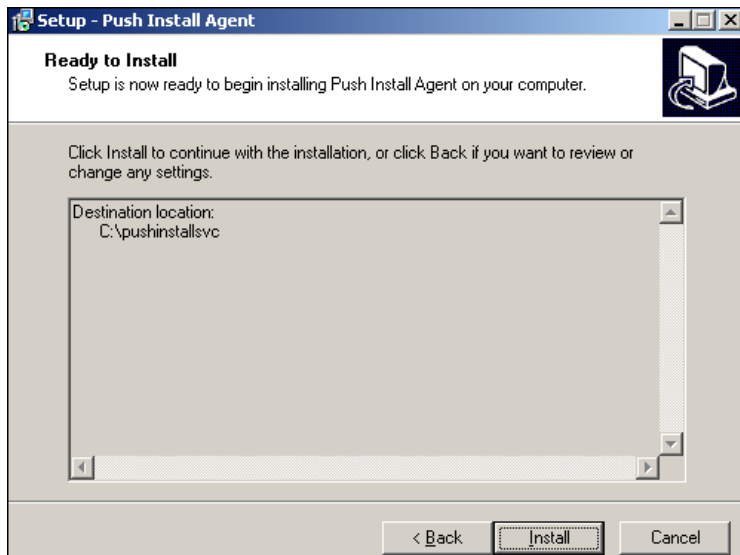 Setup - Push Install Agent
Ready to Install
Setup is now ready to begin installing Push Install Agent on your computer.
Click Install to continue with the installation, or click Back if you want to review or
change any settings.
Destination location:
C:\pushinstallsvc
< Back
Install
Cancel